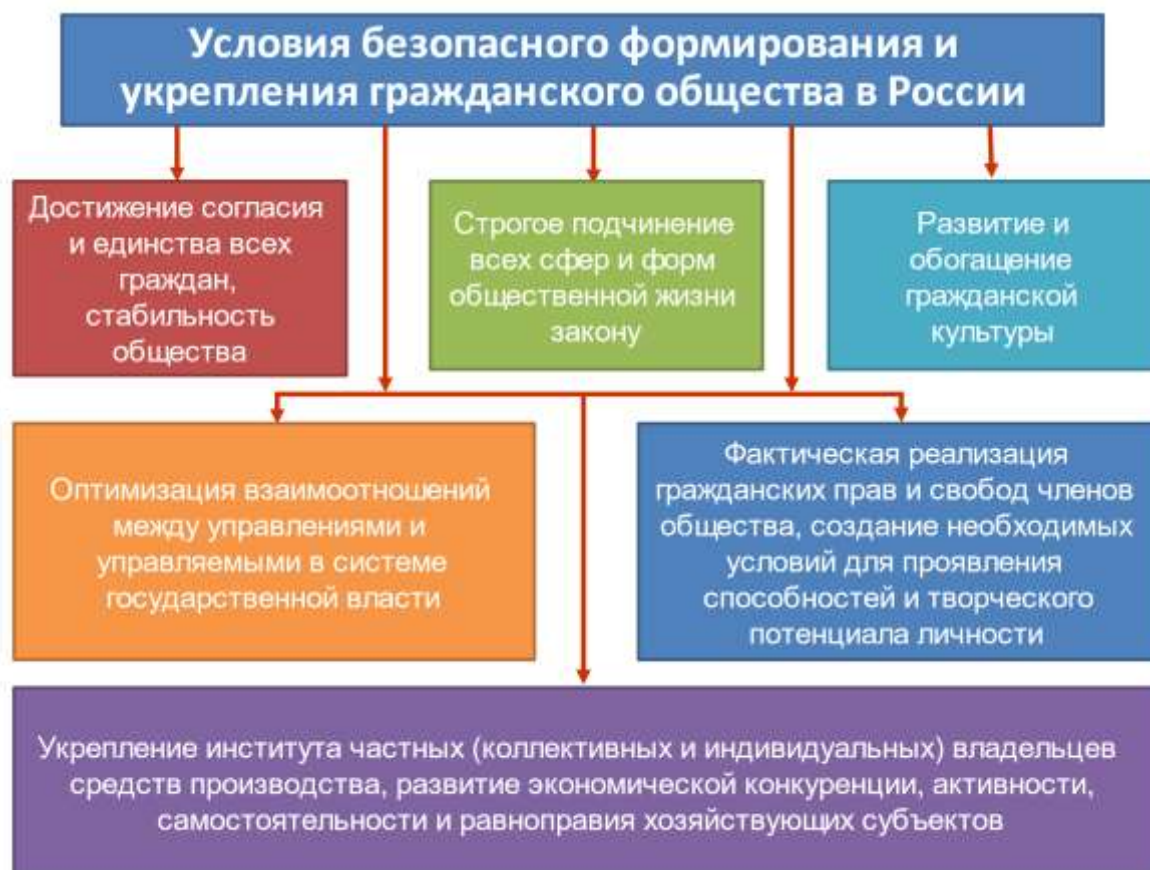 Условия безопасного формирования и
укрепления гражданского общества в России
Достижение согласия
и единства всех
граждан,
стабильность
общества
Строгое подчинение
всех сфер и форм
общественной жизни
закону
Развитие и
обогащение
гражданской
культуры
Оптимизация взаимоотношений
между управлениями и
управляемыми в системе
государственной власти
Фактическая реализация
гражданских прав и свобод членов
общества, создание необходимых
условий для проявления
способностей и творческого
потенциала личности
Укрепление института частных (коллективных и индивидуальных) владельцев
средств производства, развитие экономической конкуренции, активности,
самостоятельности и равноправия хозяйствующих субъектов